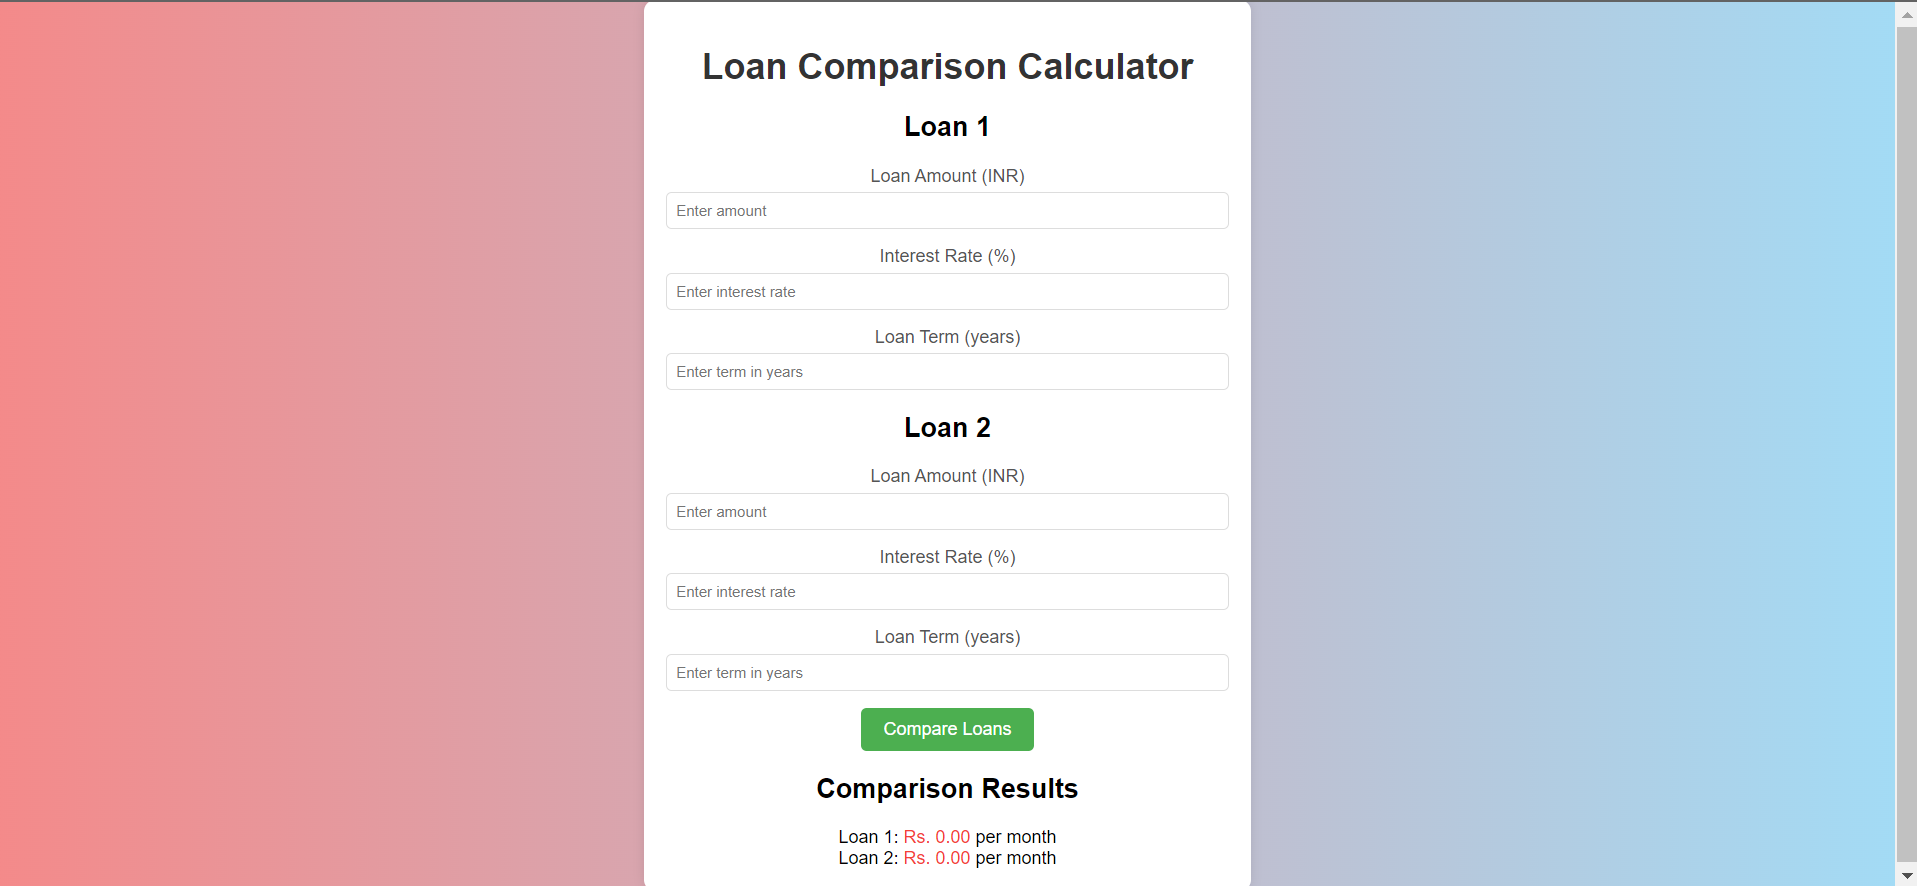 Loan Comparison Calculator
Loan 1
Loan Amount (INR)
Enter amount
Interest Rate (%)
Enter interest rate
Loan Term (years)
Enter term in years
Loan 2
Loan Amount (INR)
Enter amount
Interest Rate (%)
Enter interest rate
Loan Term (years)
Enter term in years
Compare Loans
Comparison Results
Loan 1: Rs. 0.00 per month
Loan 2: Rs. 0.00 per month